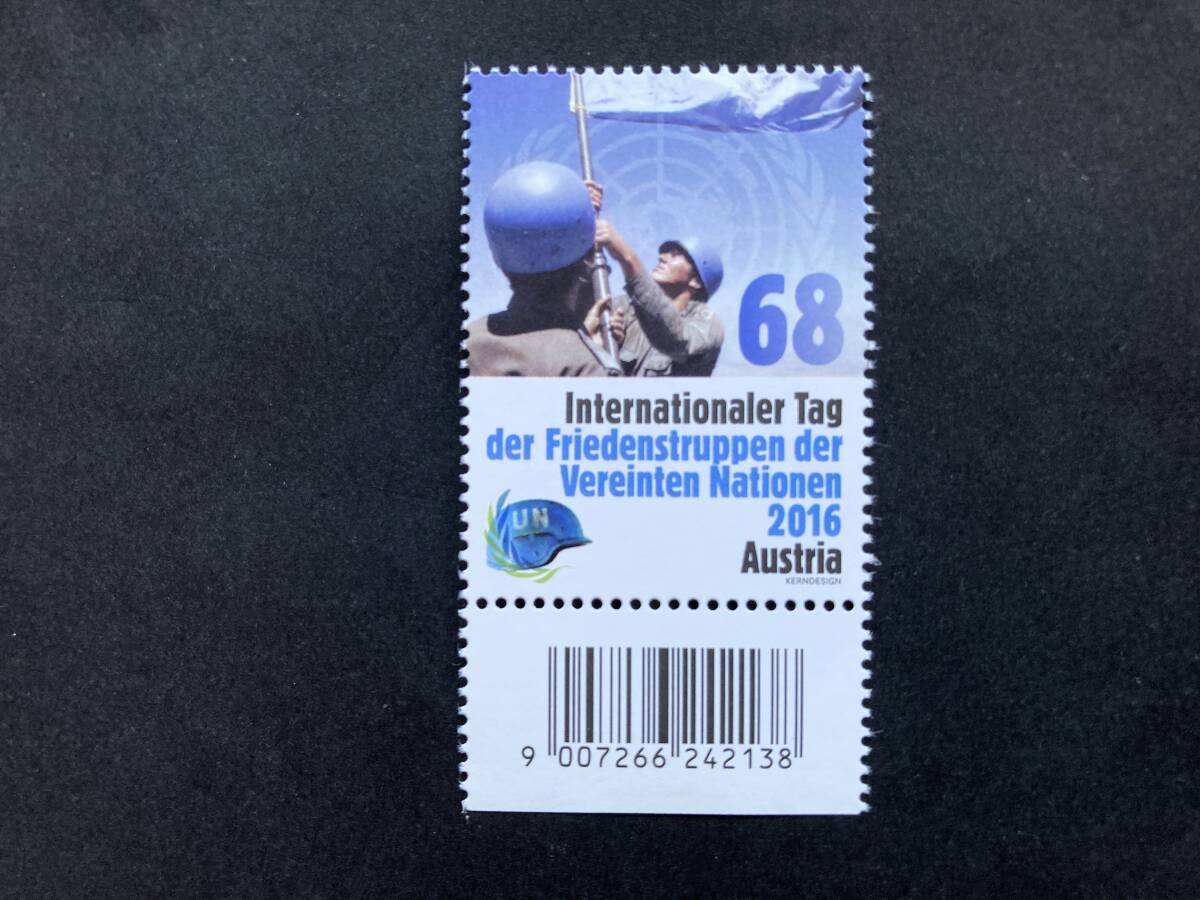 68
Internationaler Tag
der Friedenstruppen der
Vereinten Nationen
2016
UN
Austria
KERNDESIGN
9 007266 242138